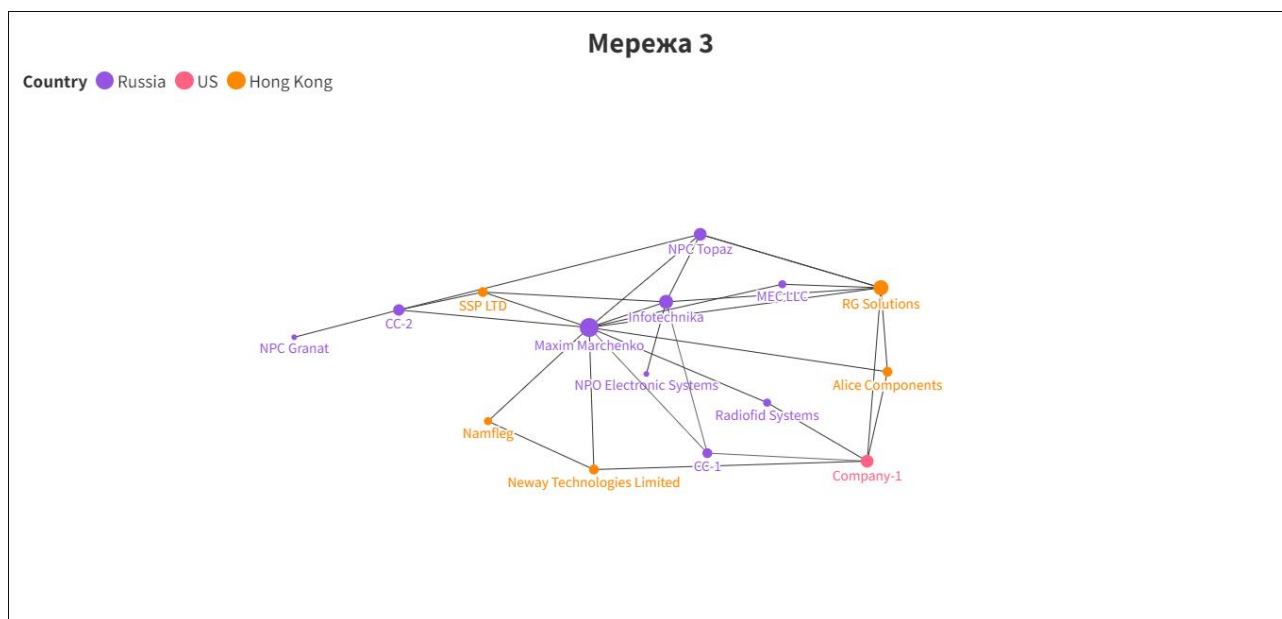 Мережа 3
Country Russia US Hong Kong
NPC Topaz
MEC LLC
SSP LTD
RG Solutions
Infotechnika
CC-2
Maxim Marchenko
NPC Granat
NPO Electronic Systems
Alice Components
Radiofid Systems
Namfleg
CC-1
Company-1
Neway Technologies Limited